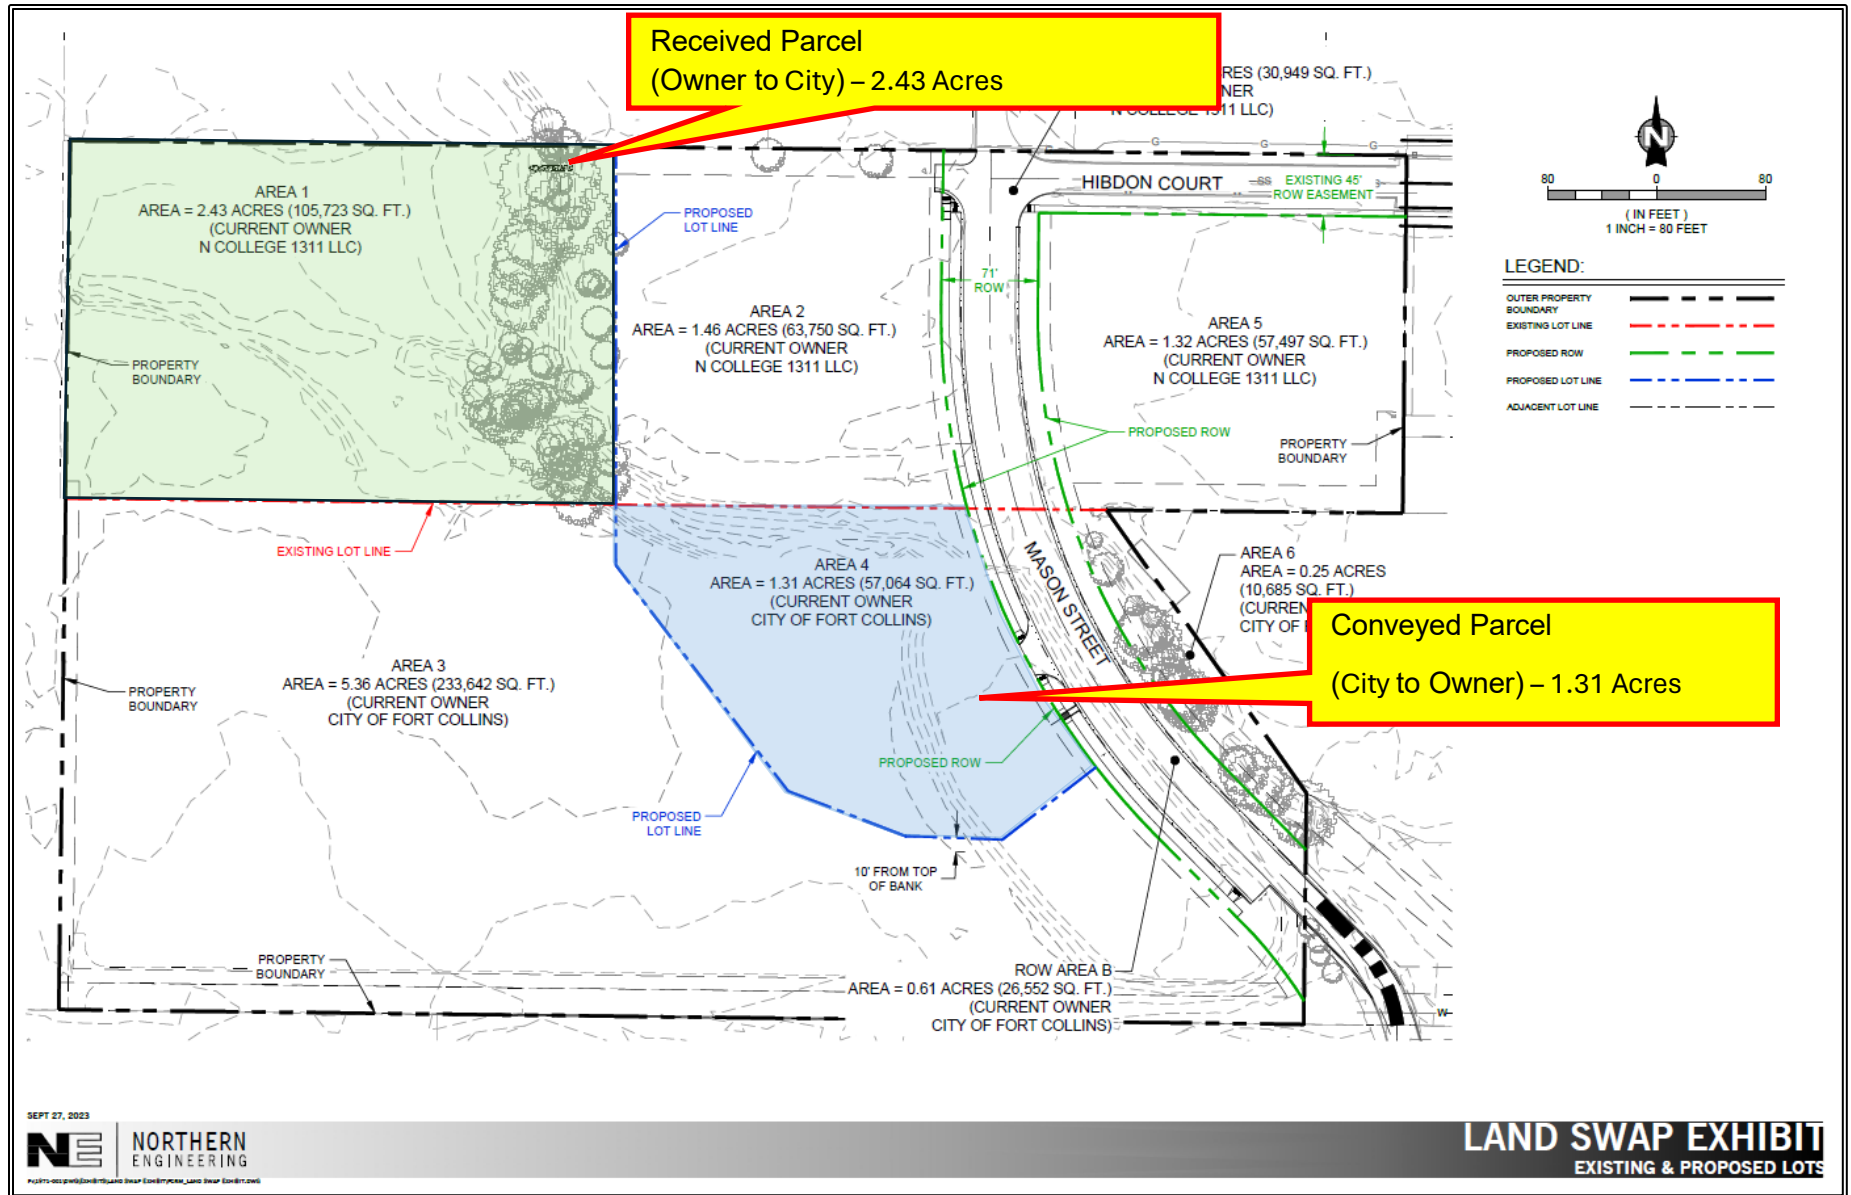 Received Parcel
(Owner to City) – 2.43 Acres
RES (30,949 SQ. FT.)
NER
N COLLEGE 1311 LLC)
AREA 1
AREA = 2.43 ACRES (105,723 SQ. FT.)
(CURRENT OWNER
N COLLEGE 1311 LLC)
PROPERTY
BOUNDARY
PROPOSED
LOT LINE
HIBDON COURT
SS
EXISTING 45'
ROW EASEMENT
G
G
G
71'
ROW
AREA 2
AREA = 1.46 ACRES (63,750 SQ. FT.)
(CURRENT OWNER
N COLLEGE 1311 LLC)
AREA 5
AREA = 1.32 ACRES (57,497 SQ. FT.)
(CURRENT OWNER
N COLLEGE 1311 LLC)
PROPOSED ROW
PROPERTY
BOUNDARY
N
80
0
80
( IN FEET )
1 INCH = 80 FEET
LEGEND:
OUTER PROPERTY
BOUNDARY
EXISTING LOT LINE
PROPOSED ROW
PROPOSED LOT LINE
ADJACENT LOT LINE
EXISTING LOT LINE
AREA 4
AREA = 1.31 ACRES (57,064 SQ. FT.)
(CURRENT OWNER
CITY OF FORT COLLINS)
MASON STREET
AREA 6
AREA = 0.25 ACRES
(10,685 SQ. FT.)
(CURREN
CITY OF
Conveyed Parcel
(City to Owner) – 1.31 Acres
AREA 3
AREA = 5.36 ACRES (233,642 SQ. FT.)
(CURRENT OWNER
CITY OF FORT COLLINS)
PROPERTY
BOUNDARY
PROPOSED ROW
PROPOSED
LOT LINE
10' FROM TOP
OF BANK
PROPERTY
BOUNDARY
ROW AREA B
AREA = 0.61 ACRES (26,552 SQ. FT.)
(CURRENT OWNER
CITY OF FORT COLLINS)
W
SEPT 27, 2023
NE
NORTHERN
ENGINEERING
LAND SWAP EXHIBIT
EXISTING & PROPOSED LOTS